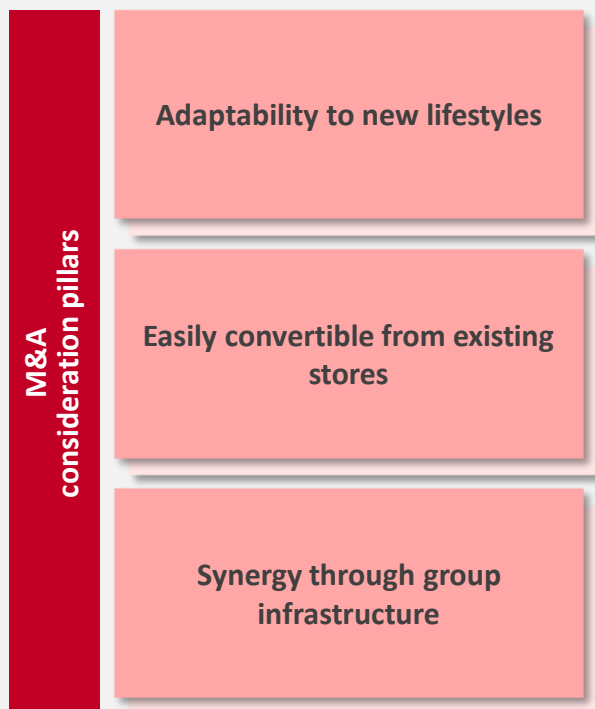 M&A
consideration pillars
Adaptability to new lifestyles
Easily convertible from existing
stores
Synergy through group
infrastructure